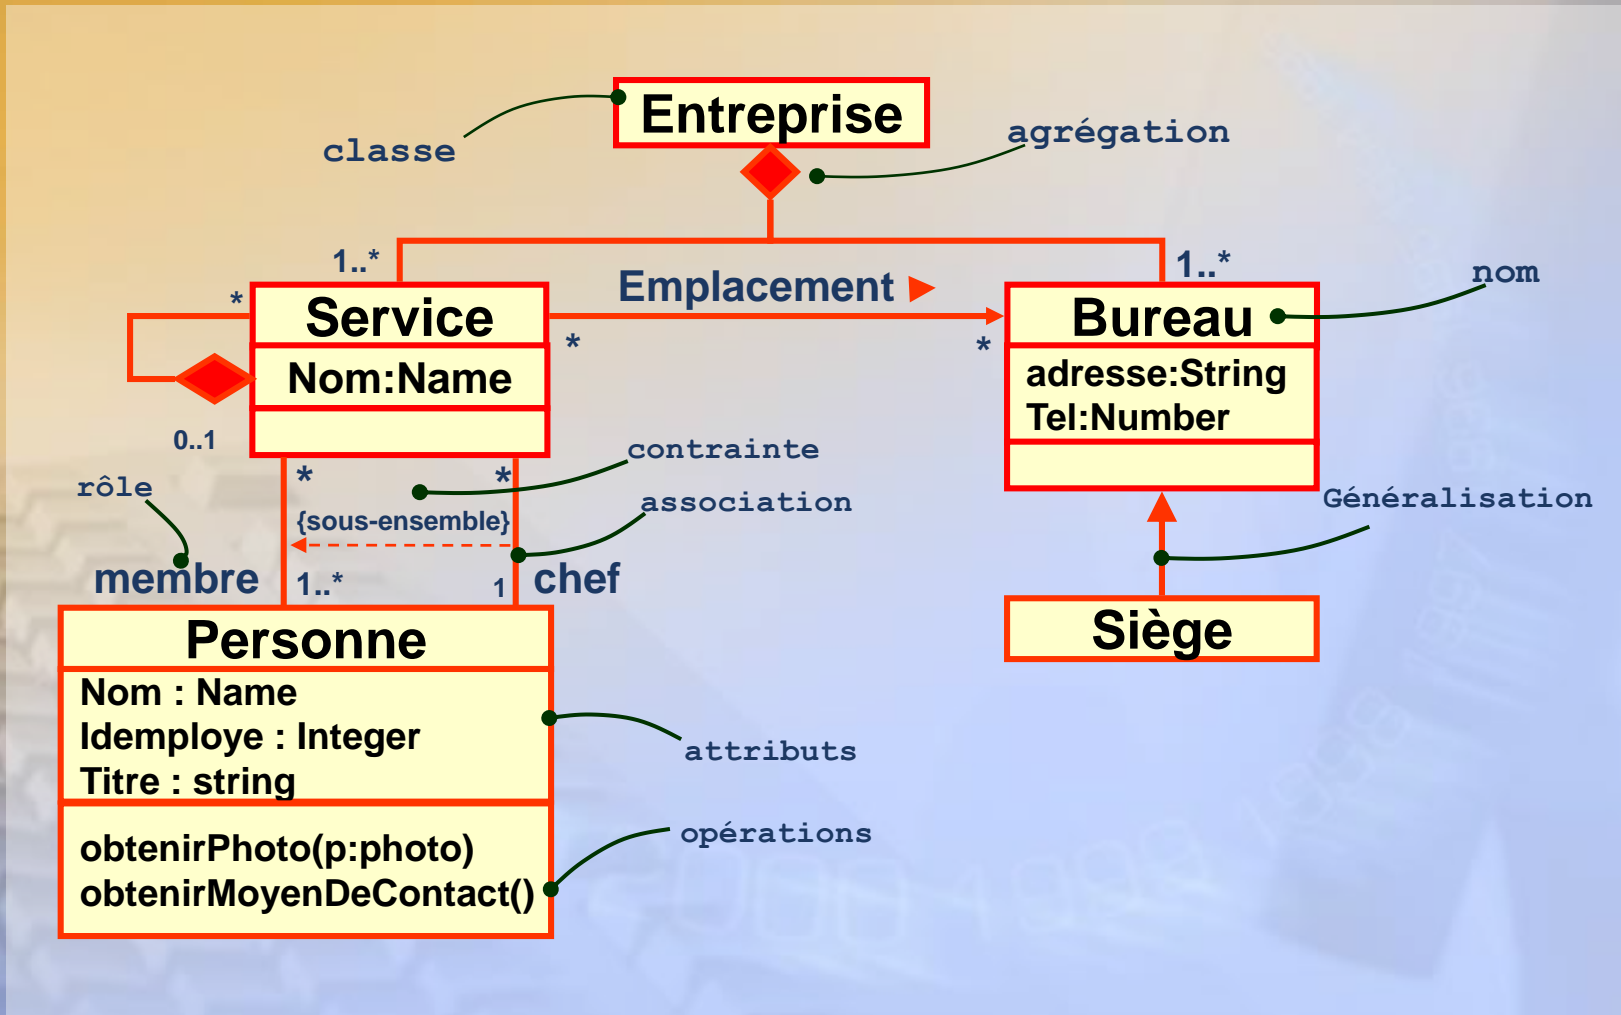 Entreprise
classe
agrégation
1..*
1..*
Emplacement
nom
*
Service
*
*
Bureau
Nom:Name
adresse:String
Tel:Number
0..1
*
*
contrainte
rôle
association
Généralisation
{sous-ensemble}
membre
1..*
1
chef
Personne
Siège
Nom : Name
Idemploye : Integer
Titre : string
attributs
opérations
obtenirPhoto(p:photo)
obtenirMoyenDeContact()